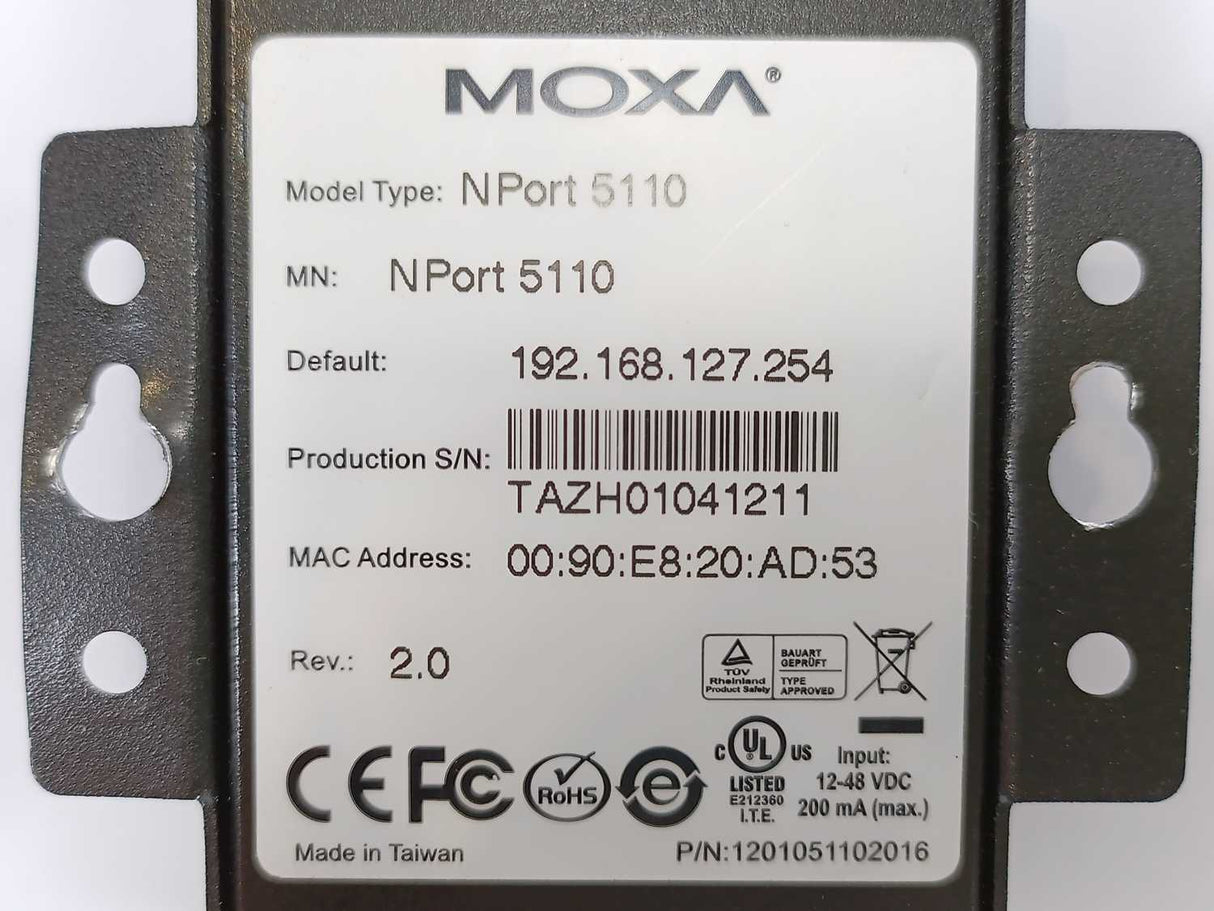 MOXA®
Model Type: NPort 5110
MN: NPort 5110
Default: 192.168.127.254
Production S/N:
TAZH01041211
MAC Address: 00:90:E8:20:AD:53
Rev.: 2.0
TÜV
Rheinland
Product Safety
BAUART
GEPRÜFT
TYPE
APPROVED
CE FC RoHS e
C UL US
LISTED
E212360
I.T.E.
Input:
12-48 VDC
200 mA (max.)
Made in Taiwan P/N:1201051102016